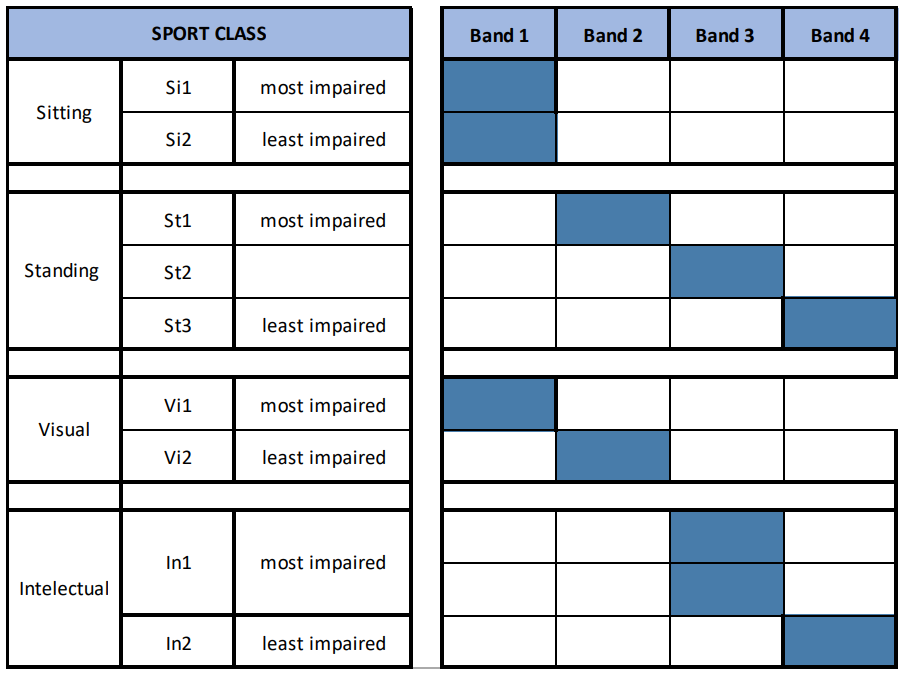 SPORT CLASS Band 1 Band 2 Band 3 Band 4
Sitting
Si1 most impaired
Si2 least impaired
Standing
St1 most impaired
St2
St3 least impaired
Visual
Vi1 most impaired
Vi2 least impaired
Intelectual
In1 most impaired
In2 least impaired